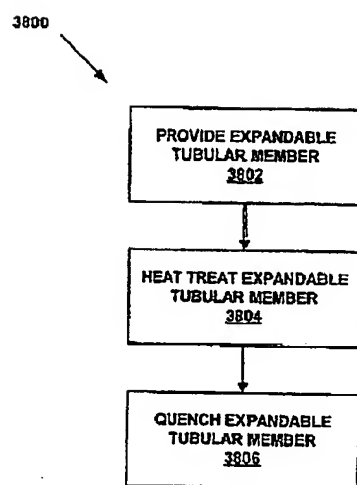 3800
PROVIDE EXPANDABLE
TUBULAR MEMBER
3802
HEAT TREAT EXPANDABLE
TUBULAR MEMBER
3804
QUENCH EXPANDABLE
TUBULAR MEMBER
3806